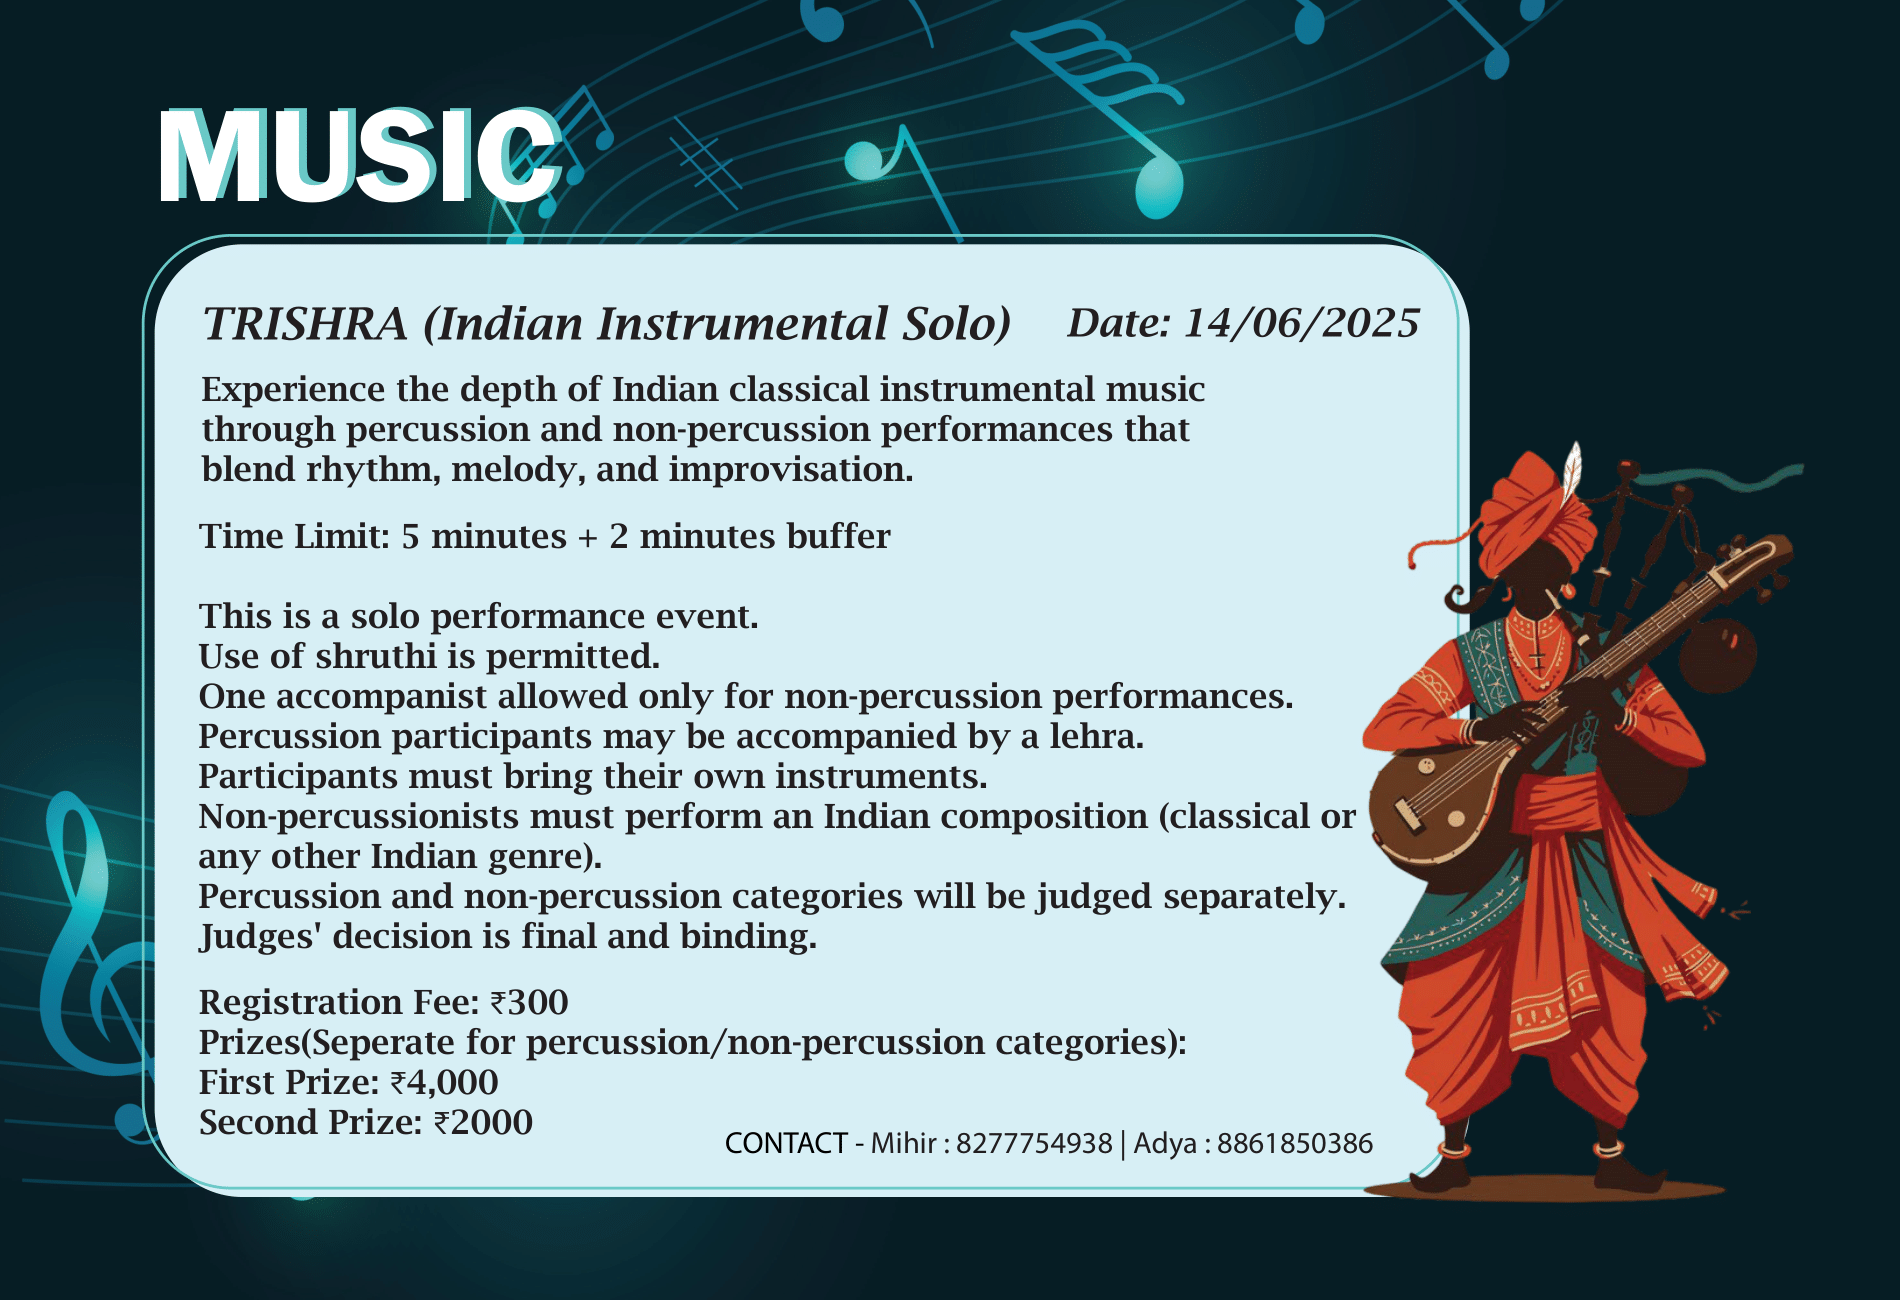 MUSIC
TRISHRA (Indian Instrumental Solo) Date: 14/06/2025
Experience the depth of Indian classical instrumental music
through percussion and non-percussion performances that
blend rhythm, melody, and improvisation.
Time Limit: 5 minutes + 2 minutes buffer
This is a solo performance event.
Use of shruthi is permitted.
One accompanist allowed only for non-percussion performances.
Percussion participants may be accompanied by a lehra.
Participants must bring their own instruments.
Non-percussionists must perform an Indian composition (classical or
any other Indian genre).
Percussion and non-percussion categories will be judged separately.
Judges' decision is final and binding.
Registration Fee: ₹300
Prizes(Seperate for percussion/non-percussion categories):
First Prize: ₹4,000
Second Prize: ₹2000
CONTACT - Mihir : 8277754938 | Adya : 8861850386